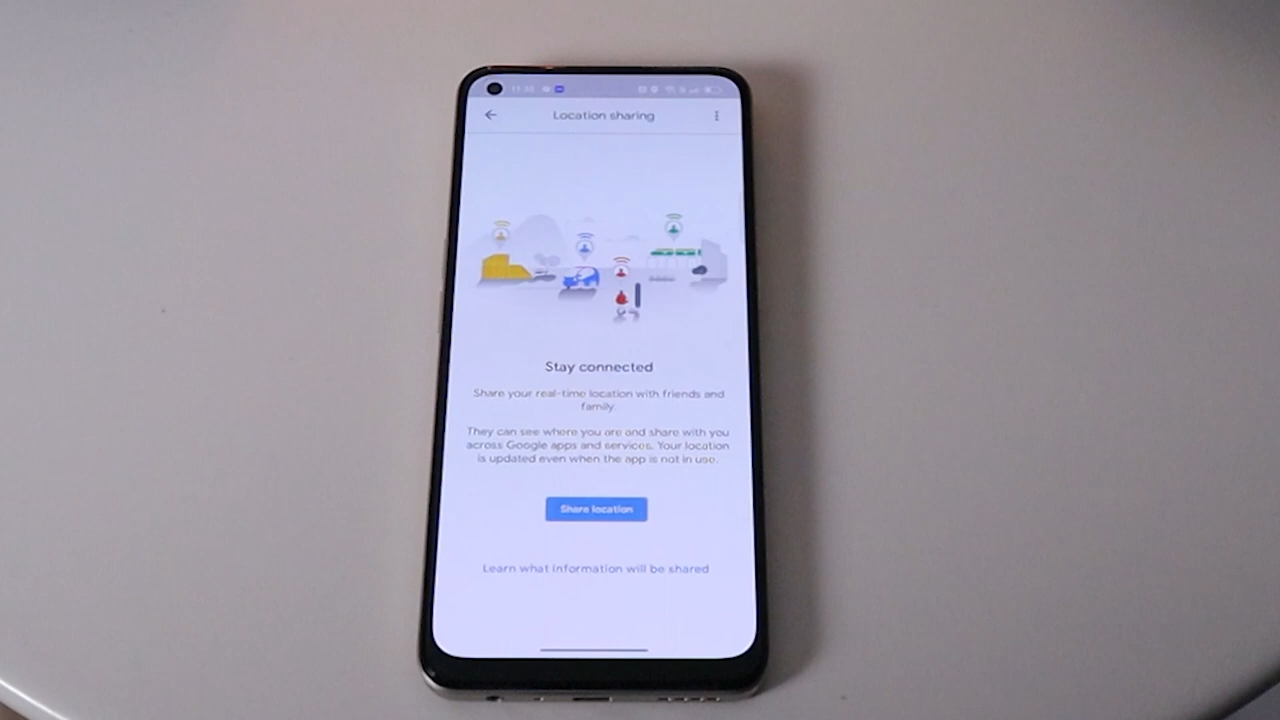 Location sharing
Stay connected
Share your real-time location with friends and
family.
They can see where you are and share with you
across Google apps and services. Your location
is updated even when the app is not in use.
Share location
Learn what information will be shared